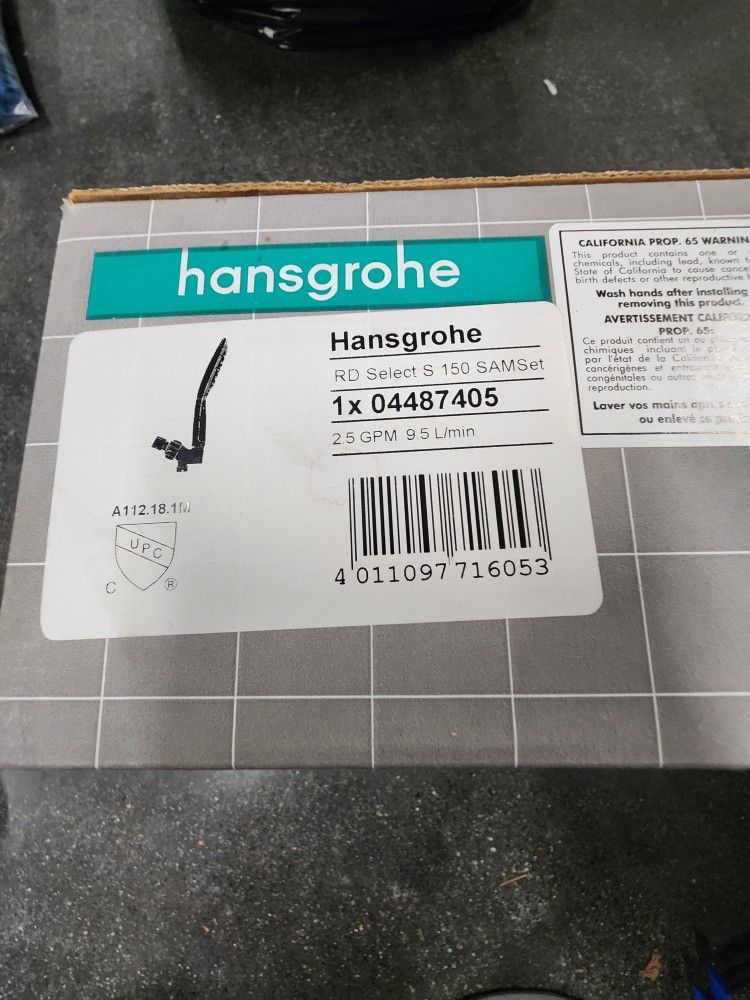 hansgrohe
Hansgrohe
RD Select S 150 SAMSet
1x 04487405
2.5 GPM 9.5 L/min
A112.18.1M
UPC
C ®
4 011097 716053
CALIFORNIA PROP. 65 WARNIN
This product contains one or
chemicals, including lead, known
State of California to cause
birth defects or other reproductive
Wash hands after installing
removing this product.
AVERTISSEMENT
PROP. 65:
Ce produit contient un ou
chimiques incluant le
par l'état de la
cancérigènes et
congénitales ou autres
reproduction.
Laver vos mains après
ou enlevé ce